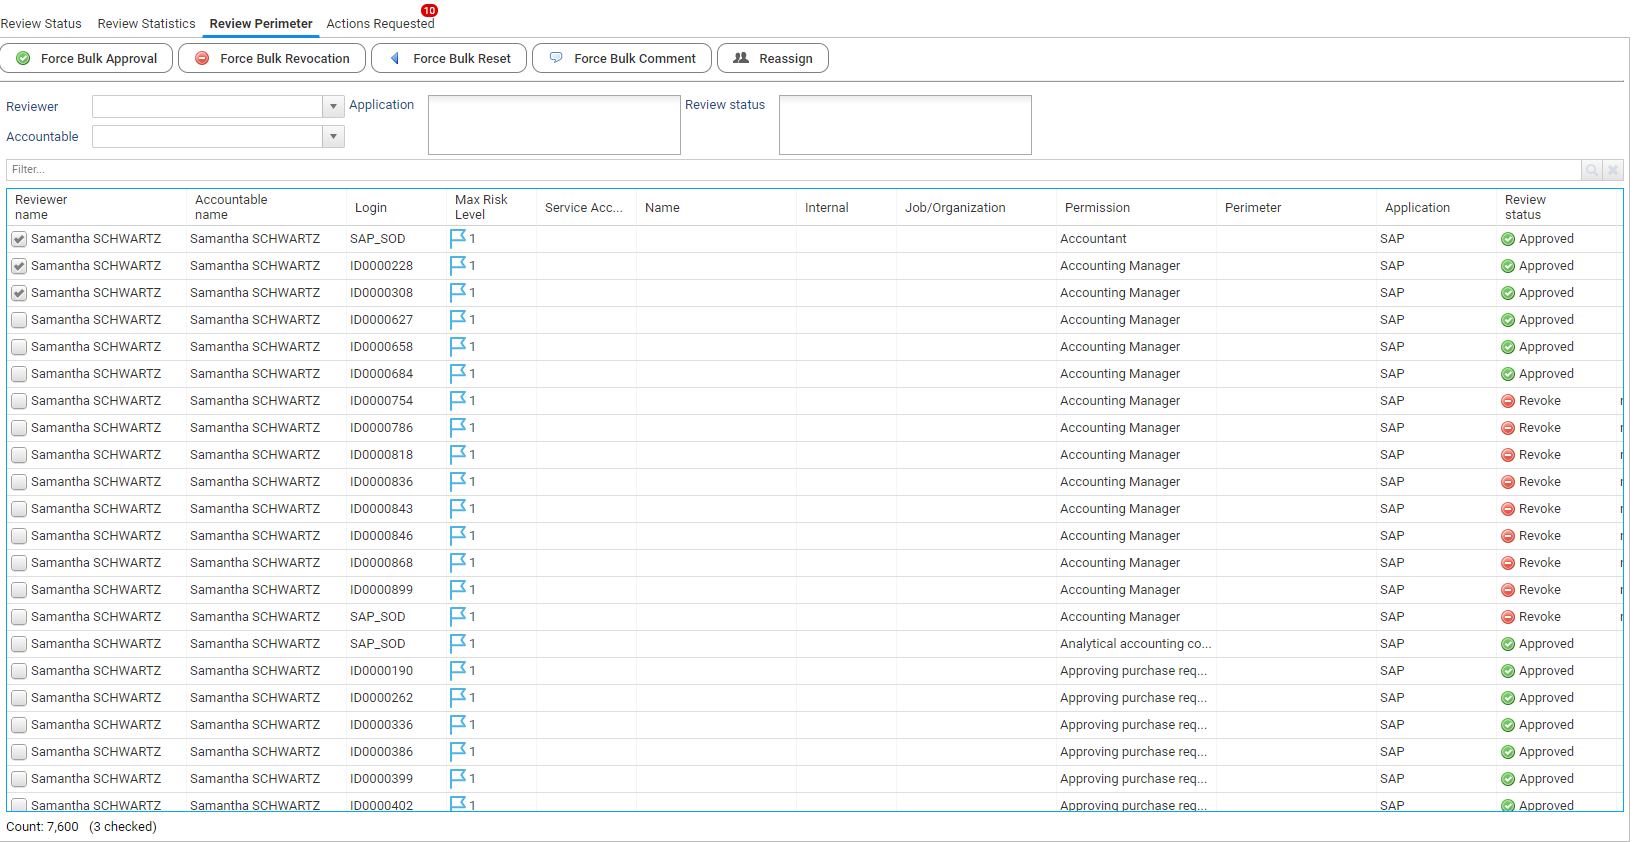 10
Review Status Review Statistics Review Perimeter Actions Requested
Force Bulk Approval Force Bulk Revocation Force Bulk Reset Force Bulk Comment Reassign
Reviewer Application Review status
Accountable
Filter...
Reviewer name Accountable name Login Max Risk Level Service Acc... Name Internal Job/Organization Permission Perimeter Application Review status
Samantha SCHWARTZ Samantha SCHWARTZ SAP_SOD 1 Accountant SAP Approved
Samantha SCHWARTZ Samantha SCHWARTZ ID0000228 1 Accounting Manager SAP Approved
Samantha SCHWARTZ Samantha SCHWARTZ ID0000308 1 Accounting Manager SAP Approved
Samantha SCHWARTZ Samantha SCHWARTZ ID0000627 1 Accounting Manager SAP Approved
Samantha SCHWARTZ Samantha SCHWARTZ ID0000658 1 Accounting Manager SAP Approved
Samantha SCHWARTZ Samantha SCHWARTZ ID0000684 1 Accounting Manager SAP Approved
Samantha SCHWARTZ Samantha SCHWARTZ ID0000754 1 Accounting Manager SAP Revoke
Samantha SCHWARTZ Samantha SCHWARTZ ID0000786 1 Accounting Manager SAP Revoke
Samantha SCHWARTZ Samantha SCHWARTZ ID0000818 1 Accounting Manager SAP Revoke
Samantha SCHWARTZ Samantha SCHWARTZ ID0000836 1 Accounting Manager SAP Revoke
Samantha SCHWARTZ Samantha SCHWARTZ ID0000843 1 Accounting Manager SAP Revoke
Samantha SCHWARTZ Samantha SCHWARTZ ID0000846 1 Accounting Manager SAP Revoke
Samantha SCHWARTZ Samantha SCHWARTZ ID0000868 1 Accounting Manager SAP Revoke
Samantha SCHWARTZ Samantha SCHWARTZ ID0000899 1 Accounting Manager SAP Revoke
Samantha SCHWARTZ Samantha SCHWARTZ SAP_SOD 1 Accounting Manager SAP Revoke
Samantha SCHWARTZ Samantha SCHWARTZ SAP_SOD 1 Analytical accounting co... SAP Approved
Samantha SCHWARTZ Samantha SCHWARTZ ID0000190 1 Approving purchase req... SAP Approved
Samantha SCHWARTZ Samantha SCHWARTZ ID0000262 1 Approving purchase req... SAP Approved
Samantha SCHWARTZ Samantha SCHWARTZ ID0000336 1 Approving purchase req... SAP Approved
Samantha SCHWARTZ Samantha SCHWARTZ ID0000386 1 Approving purchase req... SAP Approved
Samantha SCHWARTZ Samantha SCHWARTZ ID0000399 1 Approving purchase req... SAP Approved
Samantha SCHWARTZ Samantha SCHWARTZ ID0000402 1 Approving purchase req... SAP Approved
Count: 7,600 (3 checked)